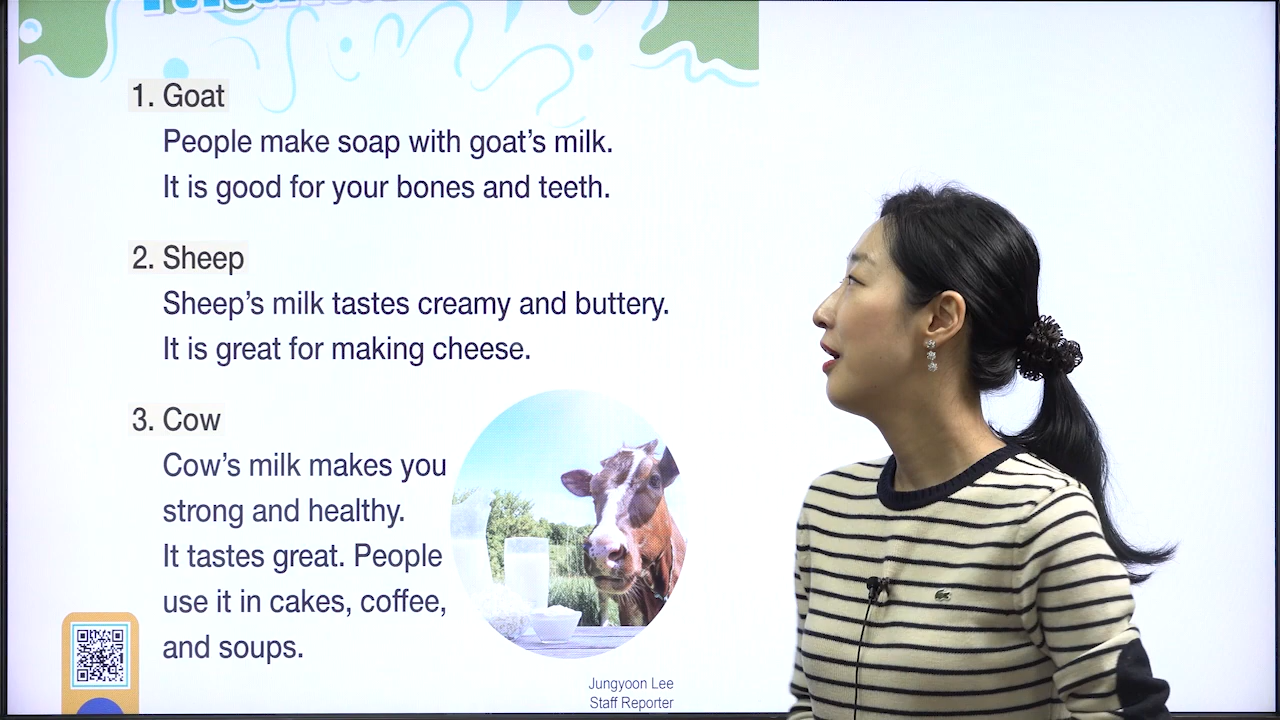 1. Goat
People make soap with goat's milk.
It is good for your bones and teeth.
2. Sheep
Sheep's milk tastes creamy and buttery.
It is great for making cheese.
3. Cow
Cow's milk makes you
strong and healthy.
It tastes great. People
use it in cakes, coffee,
and soups.
Jungyoon Lee
Staff Reporter